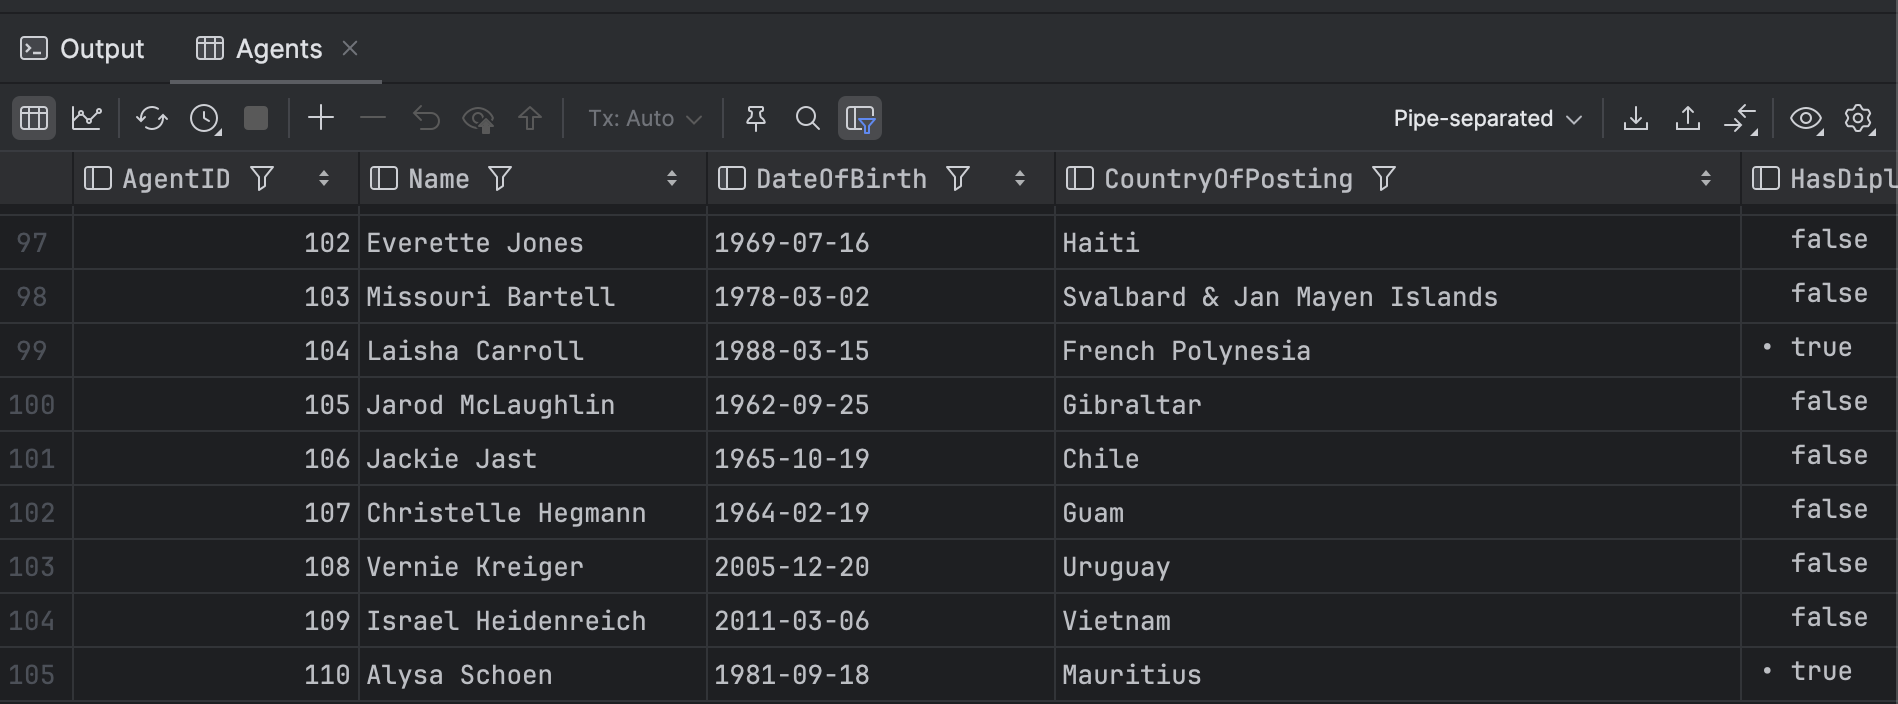 Output Agents
Tx: Auto Pipe-separated
AgentID Name DateOfBirth CountryOfPosting HasDipl
97 102 Everette Jones 1969-07-16 Haiti false
98 103 Missouri Bartell 1978-03-02 Svalbard & Jan Mayen Islands false
99 104 Laisha Carroll 1988-03-15 French Polynesia • true
100 105 Jarod McLaughlin 1962-09-25 Gibraltar false
101 106 Jackie Jast 1965-10-19 Chile false
102 107 Christelle Hegmann 1964-02-19 Guam false
103 108 Vernie Kreiger 2005-12-20 Uruguay false
104 109 Israel Heidenreich 2011-03-06 Vietnam false
105 110 Alysa Schoen 1981-09-18 Mauritius • true